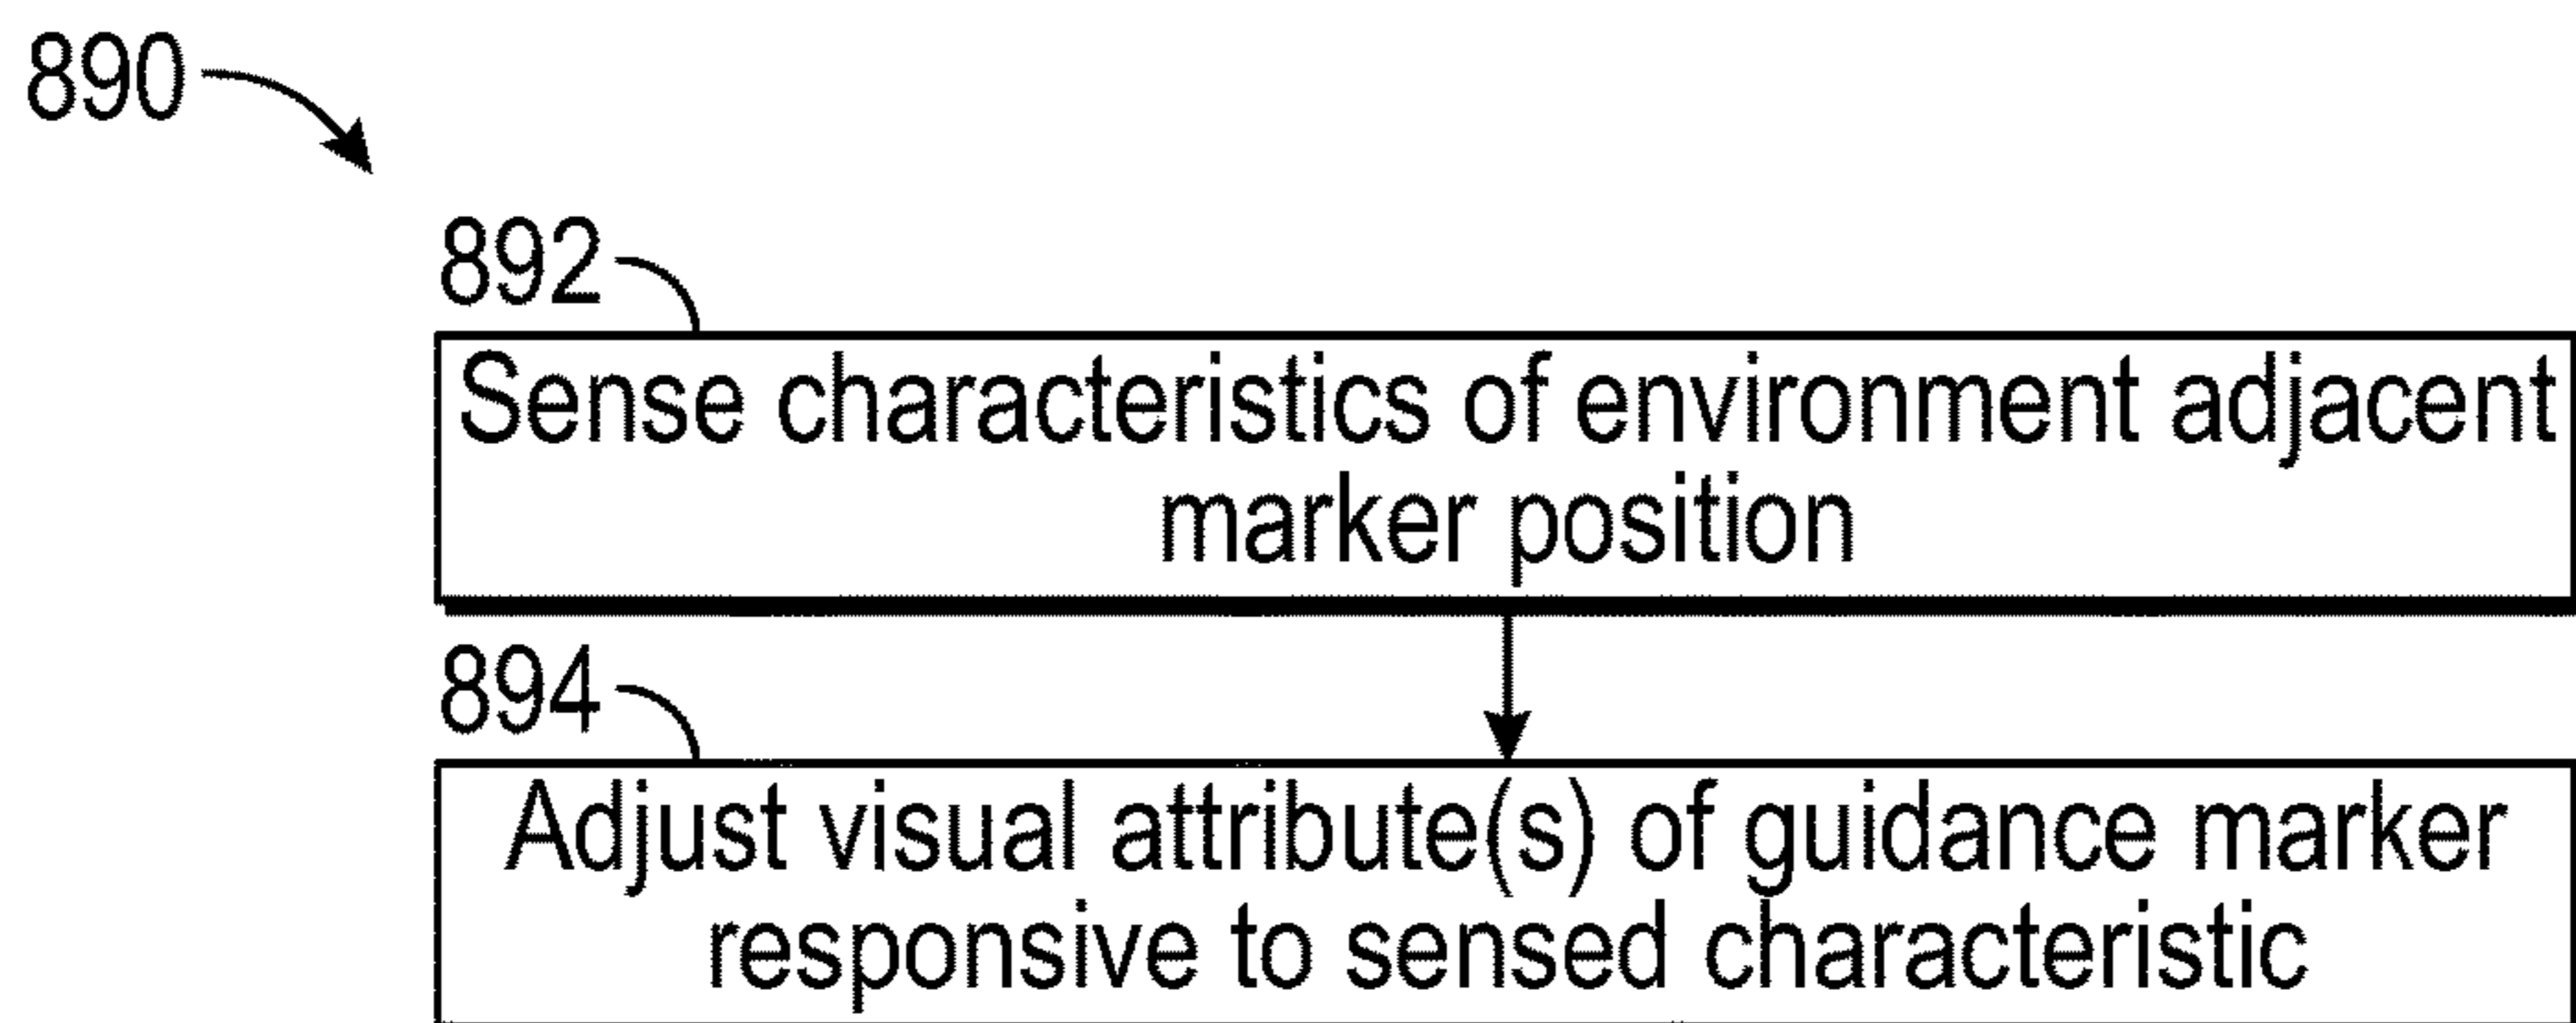 890
892
Sense characteristics of environment adjacent
marker position
894
Adjust visual attribute(s) of guidance marker
responsive to sensed characteristic